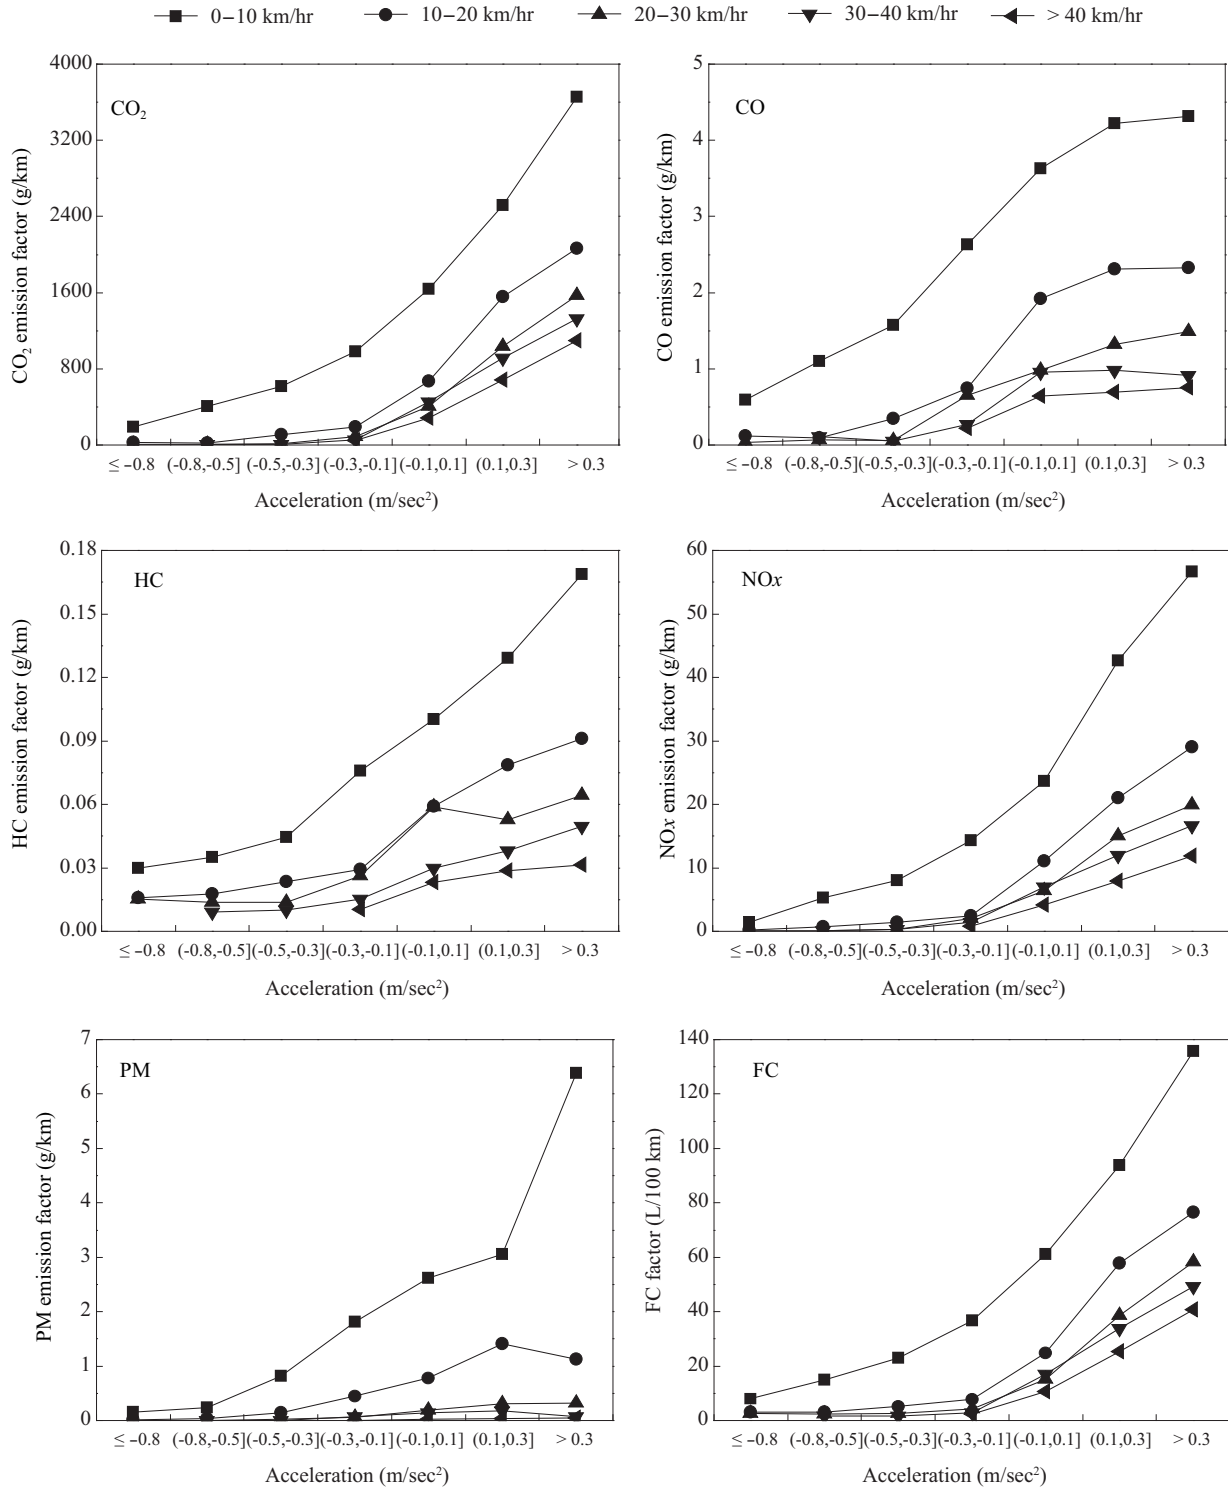 0–10 km/hr 10–20 km/hr 20–30 km/hr 30–40 km/hr > 40 km/hr
CO₂
CO₂ emission factor (g/km)
4000
3200
2400
1600
800
0
≤ –0.8 (-0.8,-0.5] (-0.5,-0.3] (-0.3,-0.1] (-0.1,0.1] (0.1,0.3] > 0.3
Acceleration (m/sec²)
CO
CO emission factor (g/km)
5
4
3
2
1
0
≤ –0.8 (-0.8,-0.5] (-0.5,-0.3] (-0.3,-0.1] (-0.1,0.1] (0.1,0.3] > 0.3
Acceleration (m/sec²)
HC
HC emission factor (g/km)
0.18
0.15
0.12
0.09
0.06
0.03
0.00
≤ –0.8 (-0.8,-0.5] (-0.5,-0.3] (-0.3,-0.1] (-0.1,0.1] (0.1,0.3] > 0.3
Acceleration (m/sec²)
NOx
NOx emission factor (g/km)
60
50
40
30
20
10
0
≤ –0.8 (-0.8,-0.5] (-0.5,-0.3] (-0.3,-0.1] (-0.1,0.1] (0.1,0.3] > 0.3
Acceleration (m/sec²)
PM
PM emission factor (g/km)
7
6
5
4
3
2
1
0
≤ –0.8 (-0.8,-0.5] (-0.5,-0.3] (-0.3,-0.1] (-0.1,0.1] (0.1,0.3] > 0.3
Acceleration (m/sec²)
FC
FC factor (L/100 km)
140
120
100
80
60
40
20
0
≤ –0.8 (-0.8,-0.5] (-0.5,-0.3] (-0.3,-0.1] (-0.1,0.1] (0.1,0.3] > 0.3
Acceleration (m/sec²)